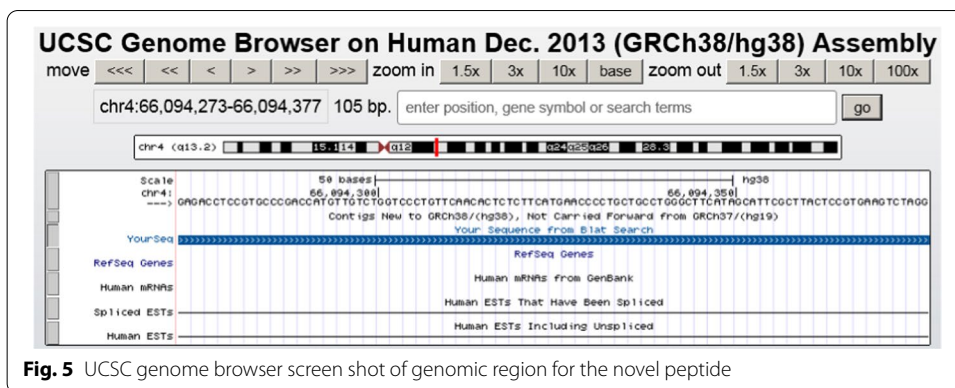 UCSC Genome Browser on Human Dec. 2013 (GRCh38/hg38) Assembly
move <<< << < > >> >>> zoom in 1.5x 3x 10x base zoom out 1.5x 3x 10x 100x
chr4:66,094,273-66,094,377 105 bp. enter position, gene symbol or search terms go
chr4 (q13.2) 15.1 14 q12 q24 q25 q26 28.3
Scale 50 bases hg38
chr4: 66,094,300 66,094,350
---> GAGACCTCCGTGCCCGACCATGTTGTCTGGTCCCTGTTCAACACTCTCTTCATGAACCCCTGCTGCCTGGGCTTCATAGCATTCGCTTACTCCGTGAAGTCTAGG
Contigs New to GRCh38/(hg38), Not Carried Forward from GRCh37/(hg19)
Your Sequence from Blat Search
YourSeq
RefSeq Genes
RefSeq Genes
Human mRNAs from GenBank
Human mRNAs
Human ESTs That Have Been Spliced
Spliced ESTs
Human ESTs Including Unspliced
Human ESTs
Fig. 5 UCSC genome browser screen shot of genomic region for the novel peptide